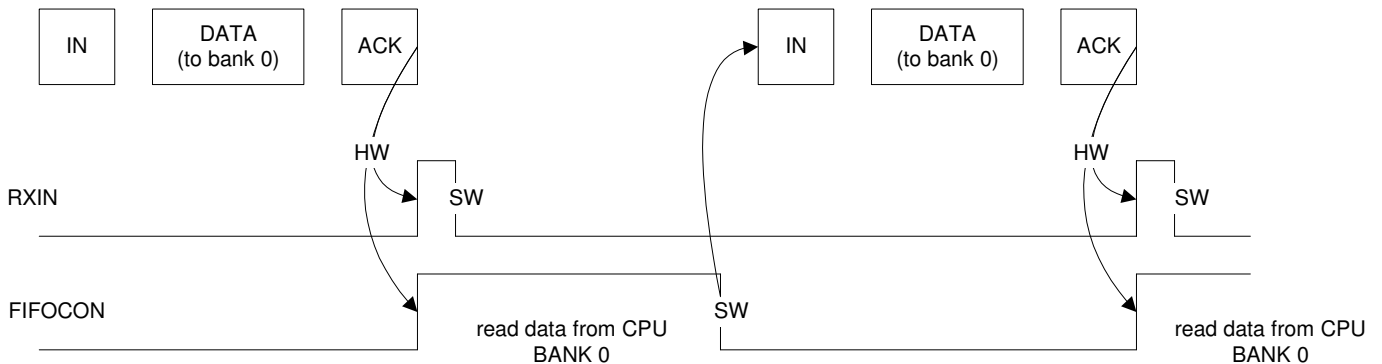 IN
DATA
(to bank 0)
ACK
IN
DATA
(to bank 0)
ACK
HW
HW
RXIN
SW
SW
FIFOCON
SW
read data from CPU
BANK 0
read data from CPU
BANK 0